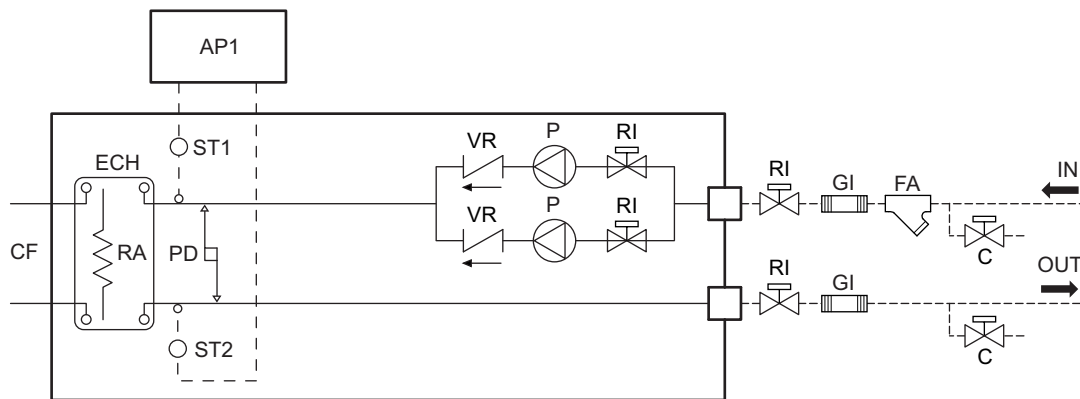 AP1
ST1
ECH
CF
RA
PD
ST2
VR
P
RI
VR
P
RI
RI
GI
FA
IN
C
RI
GI
OUT
C